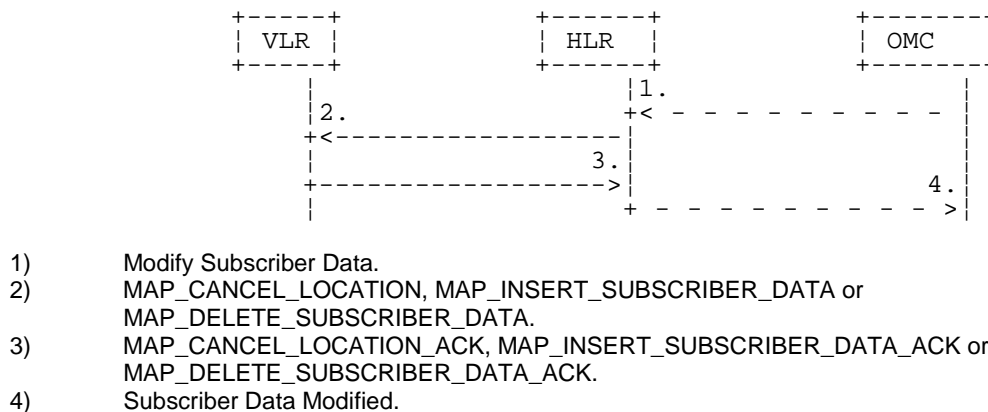 VLR HLR OMC
1.
2.
3.
4.
1) Modify Subscriber Data.
2) MAP_CANCEL_LOCATION, MAP_INSERT_SUBSCRIBER_DATA or
MAP_DELETE_SUBSCRIBER_DATA.
3) MAP_CANCEL_LOCATION_ACK, MAP_INSERT_SUBSCRIBER_DATA_ACK or
MAP_DELETE_SUBSCRIBER_DATA_ACK.
4) Subscriber Data Modified.